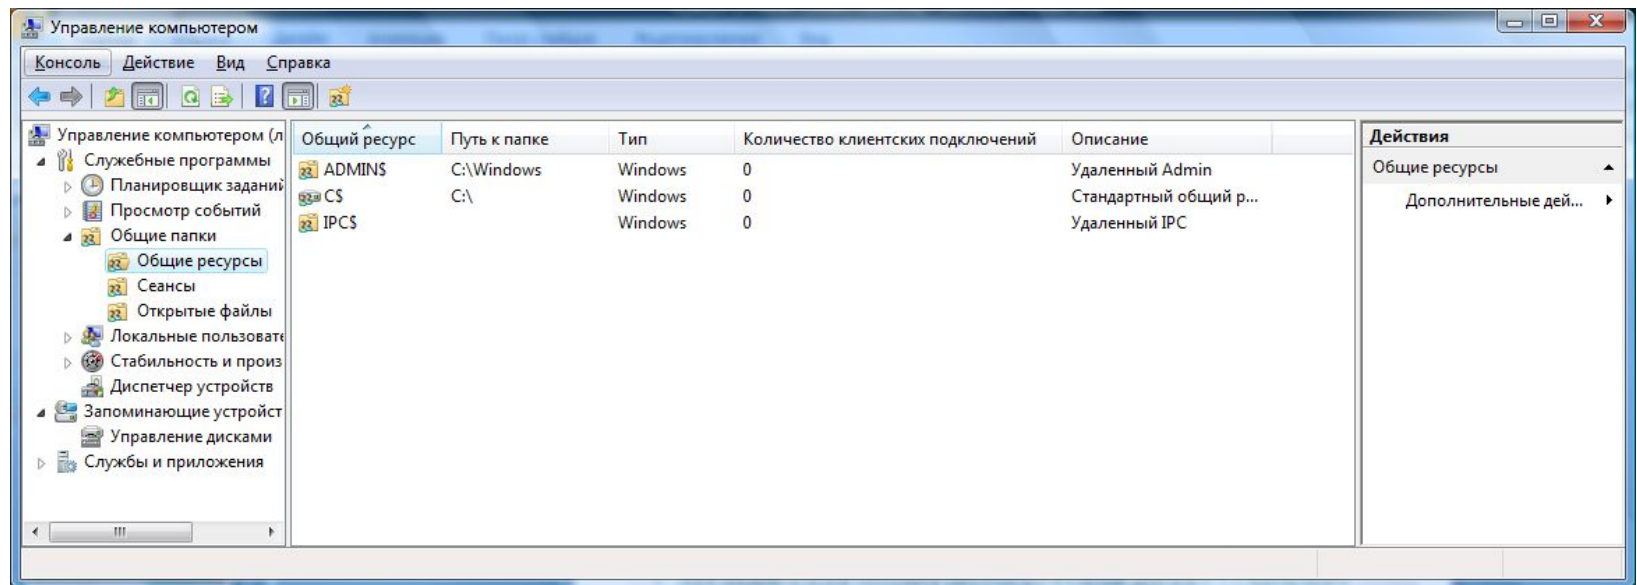 Управление компьютером
Консоль Действие Вид Справка
Управление компьютером (л
Служебные программы
Планировщик заданий
Просмотр событий
Общие папки
Общие ресурсы
Сеансы
Открытые файлы
Локальные пользовате
Стабильность и произ
Диспетчер устройств
Запоминающие устройст
Управление дисками
Службы и приложения
Общий ресурс Путь к папке Тип Количество клиентских подключений Описание
ADMIN$ C:\Windows Windows 0 Удаленный Admin
C$ C:\ Windows 0 Стандартный общий р...
IPC$ Windows 0 Удаленный IPC
Действия
Общие ресурсы
Дополнительные дей...